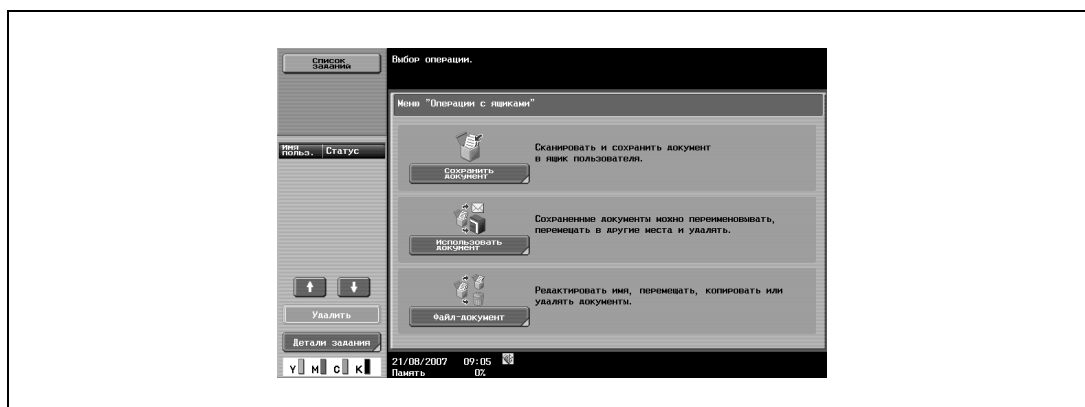 Список
задания
Выбор операции.
Меню "Операции с ящиками"
Имя
польз.
Статус
Сканировать и сохранить документ
в ящик пользователя.
Сохранить
документ
Сохраненные документы можно переименовывать,
перемещать в другие места и удалять.
Использовать
документ
Редактировать имя, перемещать, копировать или
удалять документы.
Файл-документ
Удалить
Детали задания
Y M C K
21/08/2007 09:05
Память 0%